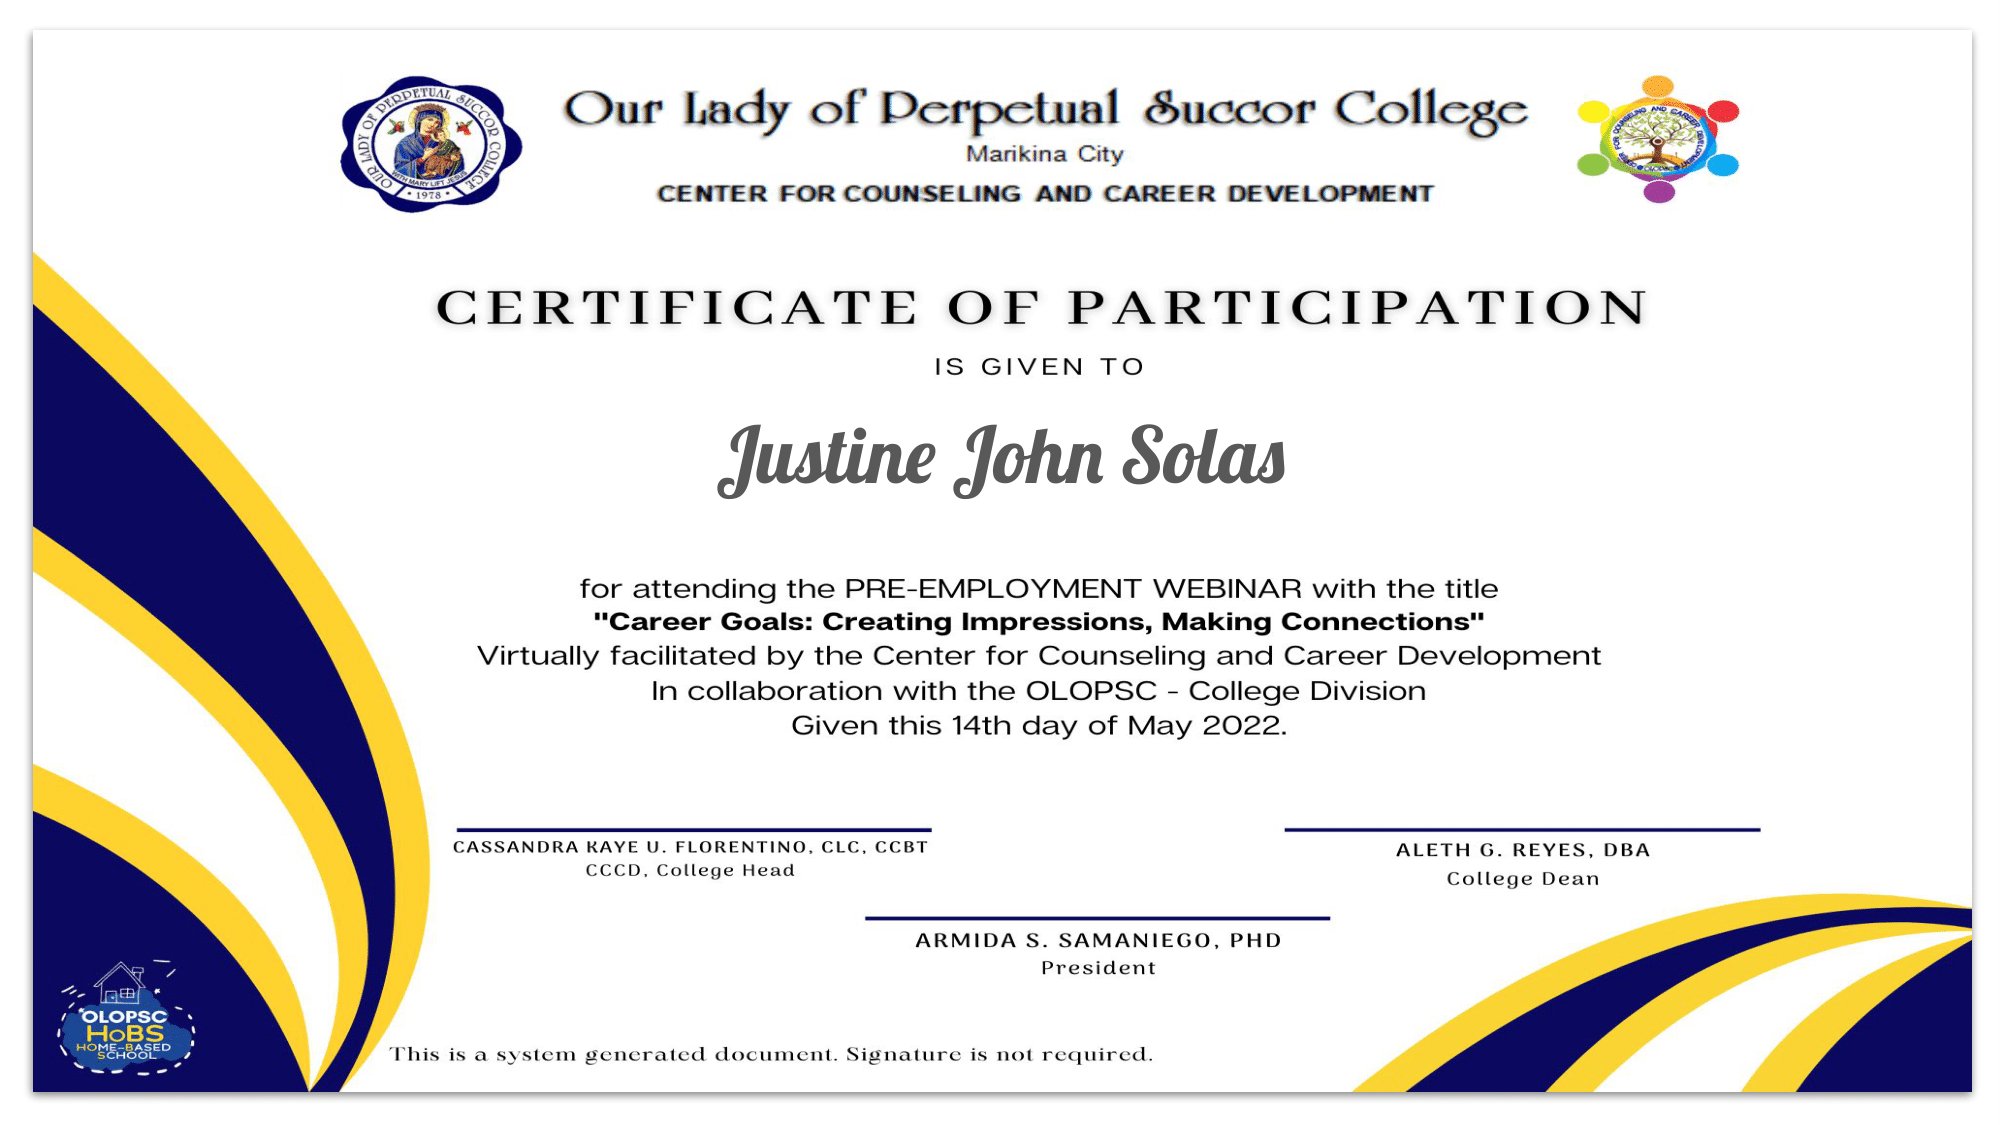 OUR LADY OF PERPETUAL SUCCOR COLLEGE
WITH MARY LIFT JESUS
• 1978 •
Our Lady of Perpetual Succor College
Marikina City
CENTER FOR COUNSELING AND CAREER DEVELOPMENT
CENTER FOR COUNSELING AND CAREER DEVELOPMENT
OLOPSC
CERTIFICATE OF PARTICIPATION
IS GIVEN TO
Justine John Solas
for attending the PRE-EMPLOYMENT WEBINAR with the title
"Career Goals: Creating Impressions, Making Connections"
Virtually facilitated by the Center for Counseling and Career Development
In collaboration with the OLOPSC - College Division
Given this 14th day of May 2022.
CASSANDRA KAYE U. FLORENTINO, CLC, CCBT
CCCD, College Head
ALETH G. REYES, DBA
College Dean
ARMIDA S. SAMANIEGO, PHD
President
OLOPSC
HoBS
HOME-BASED
SCHOOL
This is a system generated document. Signature is not required.